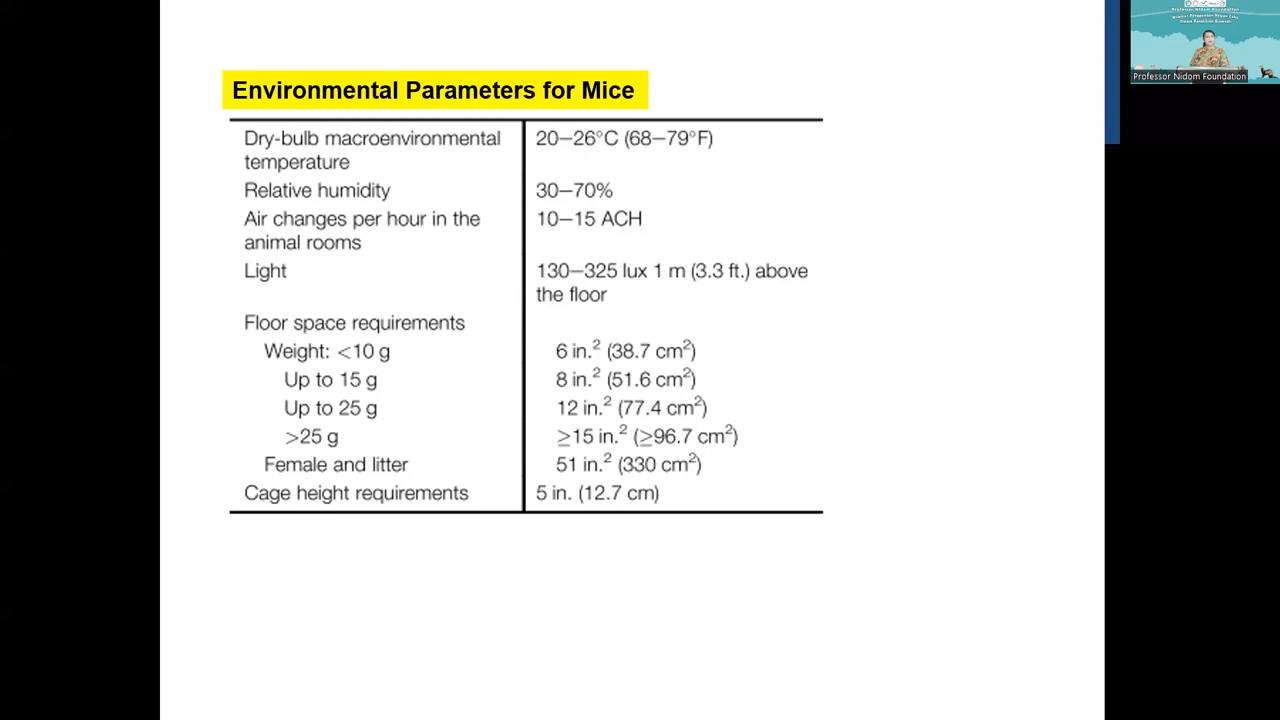 Environmental Parameters for Mice
Dry-bulb macroenvironmental temperature
20–26°C (68–79°F)
Relative humidity
30–70%
Air changes per hour in the animal rooms
10–15 ACH
Light
130–325 lux 1 m (3.3 ft.) above the floor
Floor space requirements
Weight: <10 g
6 in.² (38.7 cm²)
Up to 15 g
8 in.² (51.6 cm²)
Up to 25 g
12 in.² (77.4 cm²)
>25 g
≥15 in.² (≥96.7 cm²)
Female and litter
51 in.² (330 cm²)
Cage height requirements
5 in. (12.7 cm)
Professor Nidom Foundation
Professor Nidom Foundation